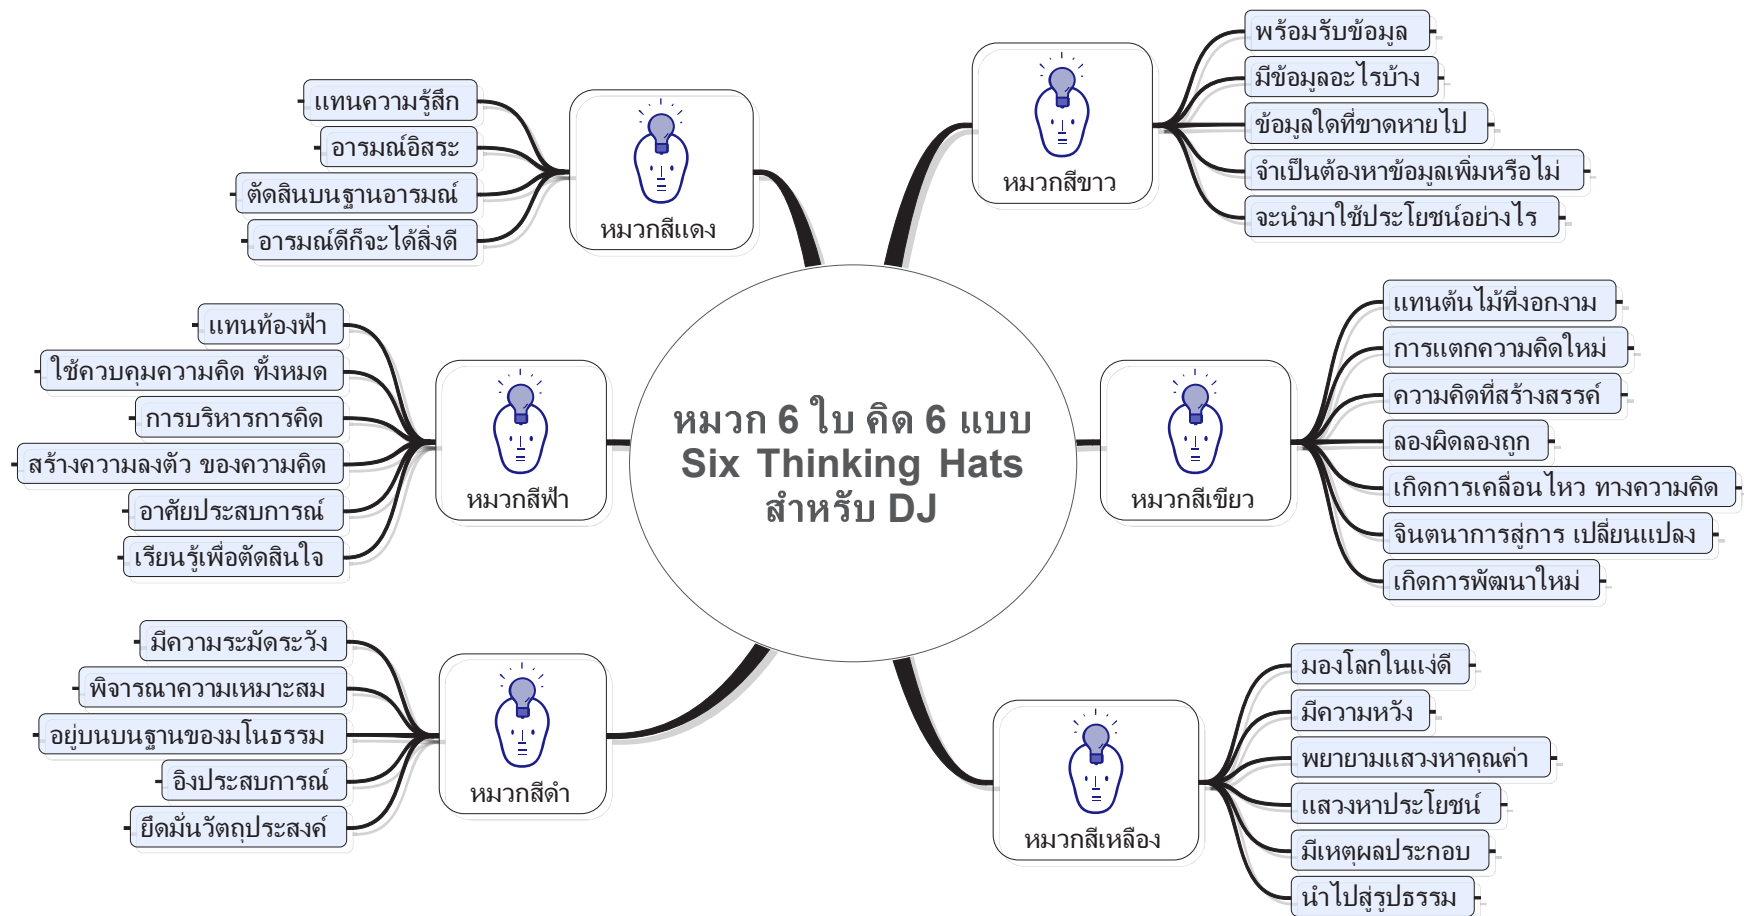 หมวก 6 ใบ คิด 6 แบบ
Six Thinking Hats
สำหรับ DJ
หมวกสีขาว
พร้อมรับข้อมูล
มีข้อมูลอะไรบ้าง
ข้อมูลใดที่ขาดหายไป
จำเป็นต้องหาข้อมูลเพิ่มหรือไม่
จะนำมาใช้ประโยชน์อย่างไร
หมวกสีเขียว
แทนต้นไม้ที่งอกงาม
การแตกความคิดใหม่
ความคิดที่สร้างสรรค์
ลองผิดลองถูก
เกิดการเคลื่อนไหว ทางความคิด
จินตนาการสู่การ เปลี่ยนแปลง
เกิดการพัฒนาใหม่
หมวกสีเหลือง
มองโลกในแง่ดี
มีความหวัง
พยายามแสวงหาคุณค่า
แสวงหาประโยชน์
มีเหตุผลประกอบ
นำไปสู่รูปธรรม
หมวกสีแดง
แทนความรู้สึก
อารมณ์อิสระ
ตัดสินบนฐานอารมณ์
อารมณ์ดีก็จะได้สิ่งดี
หมวกสีฟ้า
แทนท้องฟ้า
ใช้ควบคุมความคิด ทั้งหมด
การบริหารการคิด
สร้างความลงตัว ของความคิด
อาศัยประสบการณ์
เรียนรู้เพื่อตัดสินใจ
หมวกสีดำ
มีความระมัดระวัง
พิจารณาความเหมาะสม
อยู่บนบนฐานของมโนธรรม
อิงประสบการณ์
ยึดมั่นวัตถุประสงค์